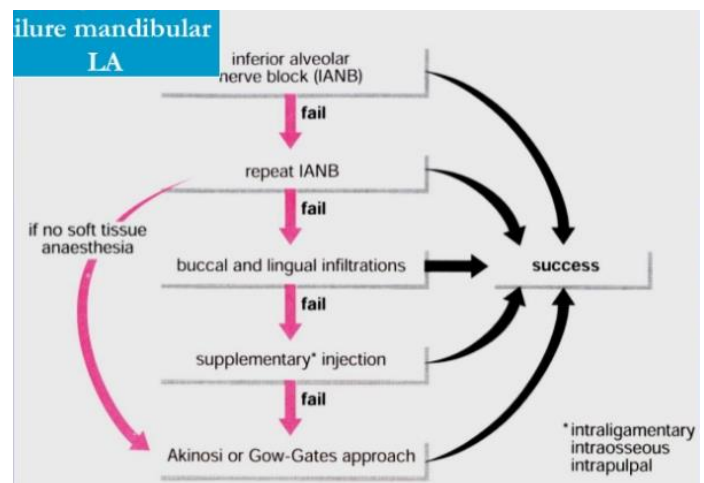 ilure mandibular
LA
inferior alveolar
nerve block (IANB)
fail
repeat IANB
fail
if no soft tissue
anaesthesia
buccal and lingual infiltrations
success
fail
supplementary* injection
fail
Akinosi or Gow-Gates approach
*intraligamentary
intraosseous
intrapulpal